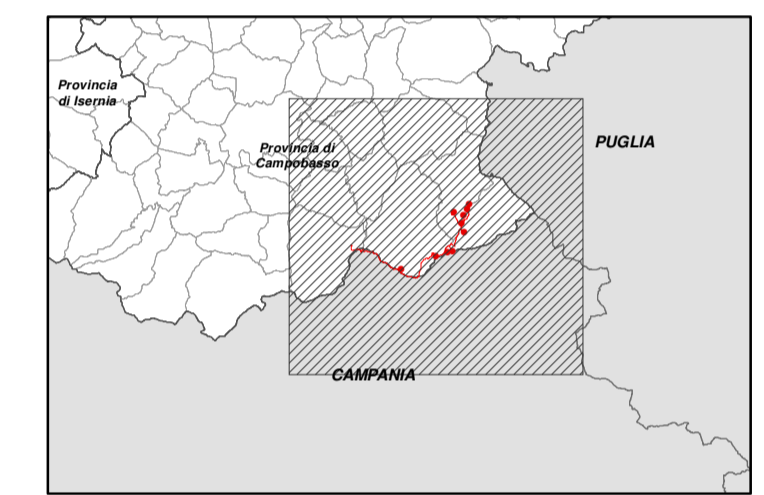 Provincia
di Isernia
Provincia di
Campobasso
PUGLIA
CAMPANIA